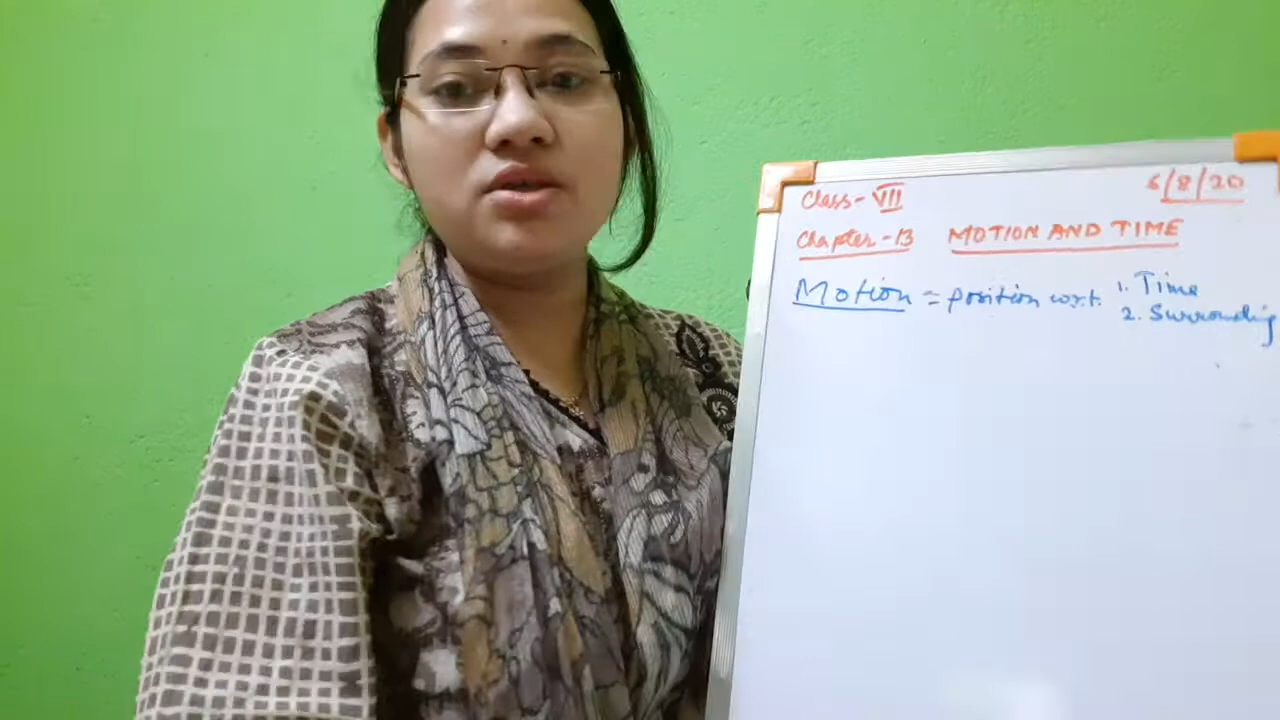 Class - VII 6/8/20
Chapter - 13 MOTION AND TIME
Motion = position w.r.t. 1. Time
2. Surrounding